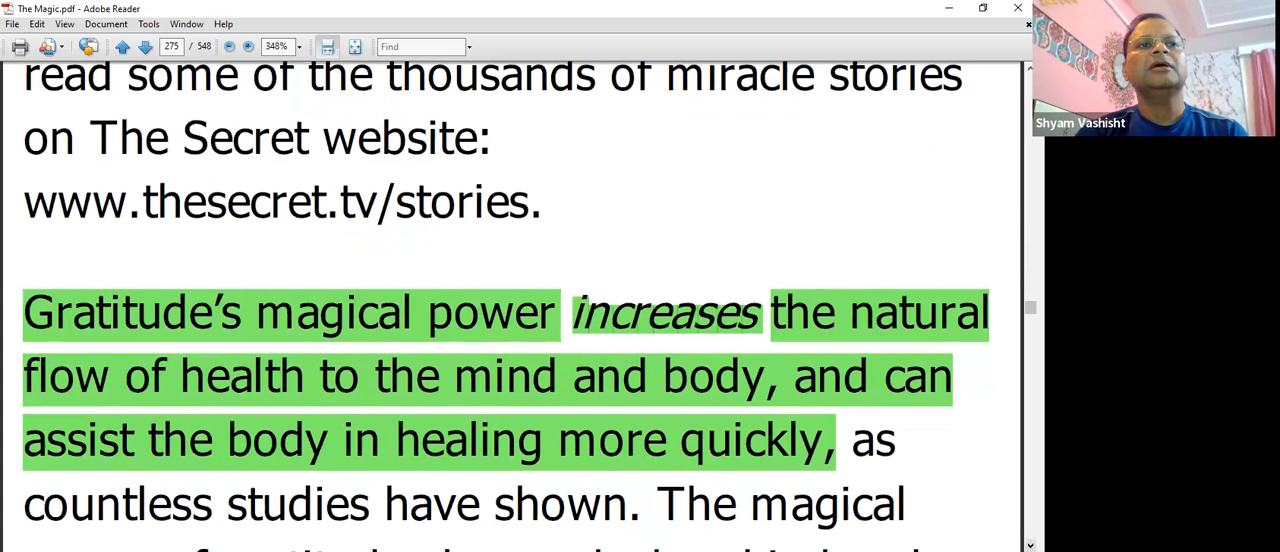 The Magic.pdf - Adobe Reader
File Edit View Document Tools Window Help
275 / 548 348% Find
read some of the thousands of miracle stories
on The Secret website:
www.thesecret.tv/stories.
Gratitude’s magical power increases the natural
flow of health to the mind and body, and can
assist the body in healing more quickly, as
countless studies have shown. The magical
Shyam Vashisht